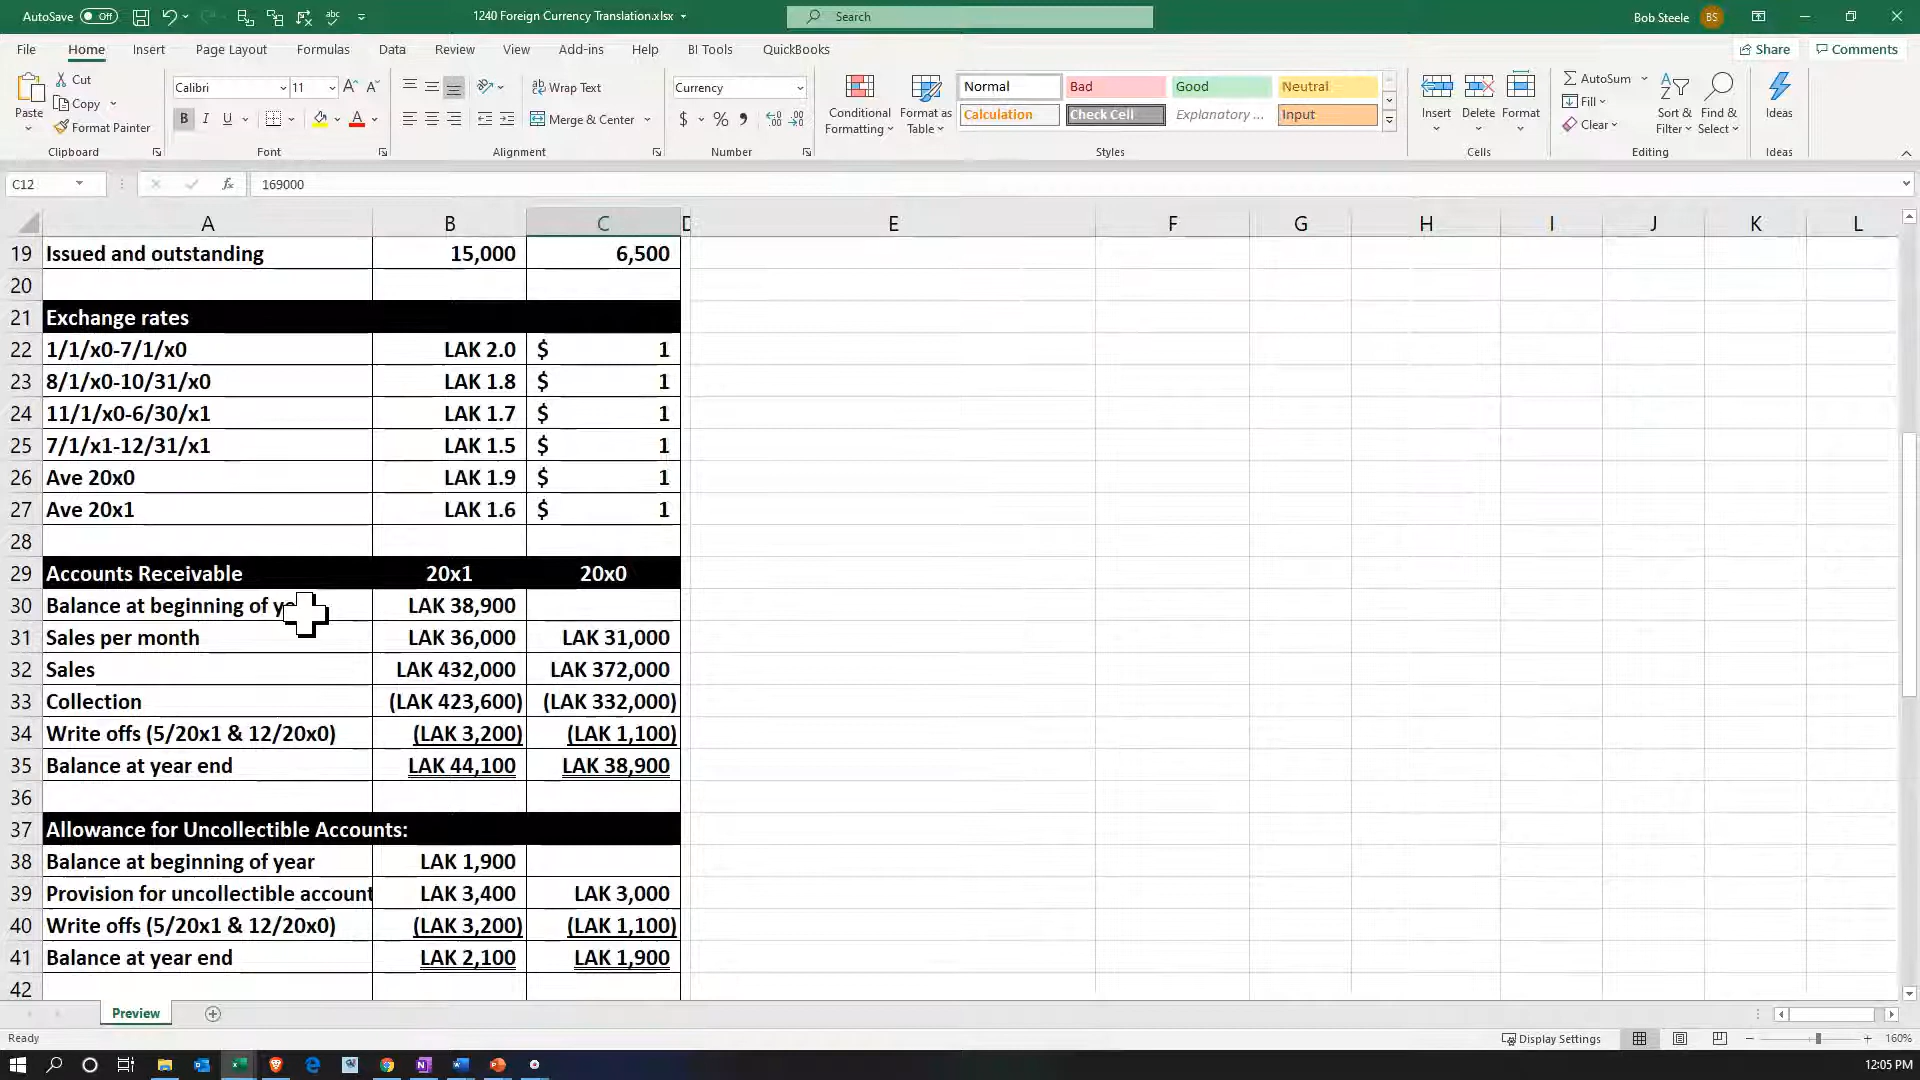 AutoSave Off 1240 Foreign Currency Translation.xlsx Search Bob Steele BS
File Home Insert Page Layout Formulas Data Review View Add-ins Help BI Tools QuickBooks Share Comments
Paste Cut Copy Format Painter
Calibri 11
B I U
Wrap Text
Merge & Center
Currency
$ % 9
Conditional Formatting
Format as Table
Normal Bad Good Neutral
Calculation Check Cell Explanatory ... Input
Insert Delete Format
AutoSum
Fill
Clear
Sort & Filter
Find & Select
Ideas
Clipboard Font Alignment Number Styles Cells Editing Ideas
C12 fx 169000
A B C D E F G H I J K L
19 Issued and outstanding 15,000 6,500
20
21 Exchange rates
22 1/1/x0-7/1/x0 LAK 2.0 $ 1
23 8/1/x0-10/31/x0 LAK 1.8 $ 1
24 11/1/x0-6/30/x1 LAK 1.7 $ 1
25 7/1/x1-12/31/x1 LAK 1.5 $ 1
26 Ave 20x0 LAK 1.9 $ 1
27 Ave 20x1 LAK 1.6 $ 1
28
29 Accounts Receivable 20x1 20x0
30 Balance at beginning of LAK 38,900
31 Sales per month LAK 36,000 LAK 31,000
32 Sales LAK 432,000 LAK 372,000
33 Collection (LAK 423,600) (LAK 332,000)
34 Write offs (5/20x1 & 12/20x0) (LAK 3,200) (LAK 1,100)
35 Balance at year end LAK 44,100 LAK 38,900
36
37 Allowance for Uncollectible Accounts:
38 Balance at beginning of year LAK 1,900
39 Provision for uncollectible account LAK 3,400 LAK 3,000
40 Write offs (5/20x1 & 12/20x0) (LAK 3,200) (LAK 1,100)
41 Balance at year end LAK 2,100 LAK 1,900
42
Preview
Ready Display Settings 160%
12:05 PM